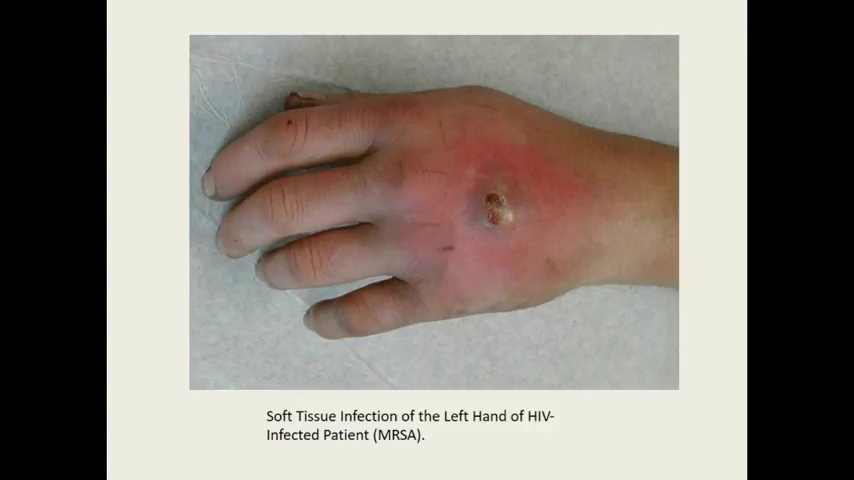 Soft Tissue Infection of the Left Hand of HIV-
Infected Patient (MRSA).